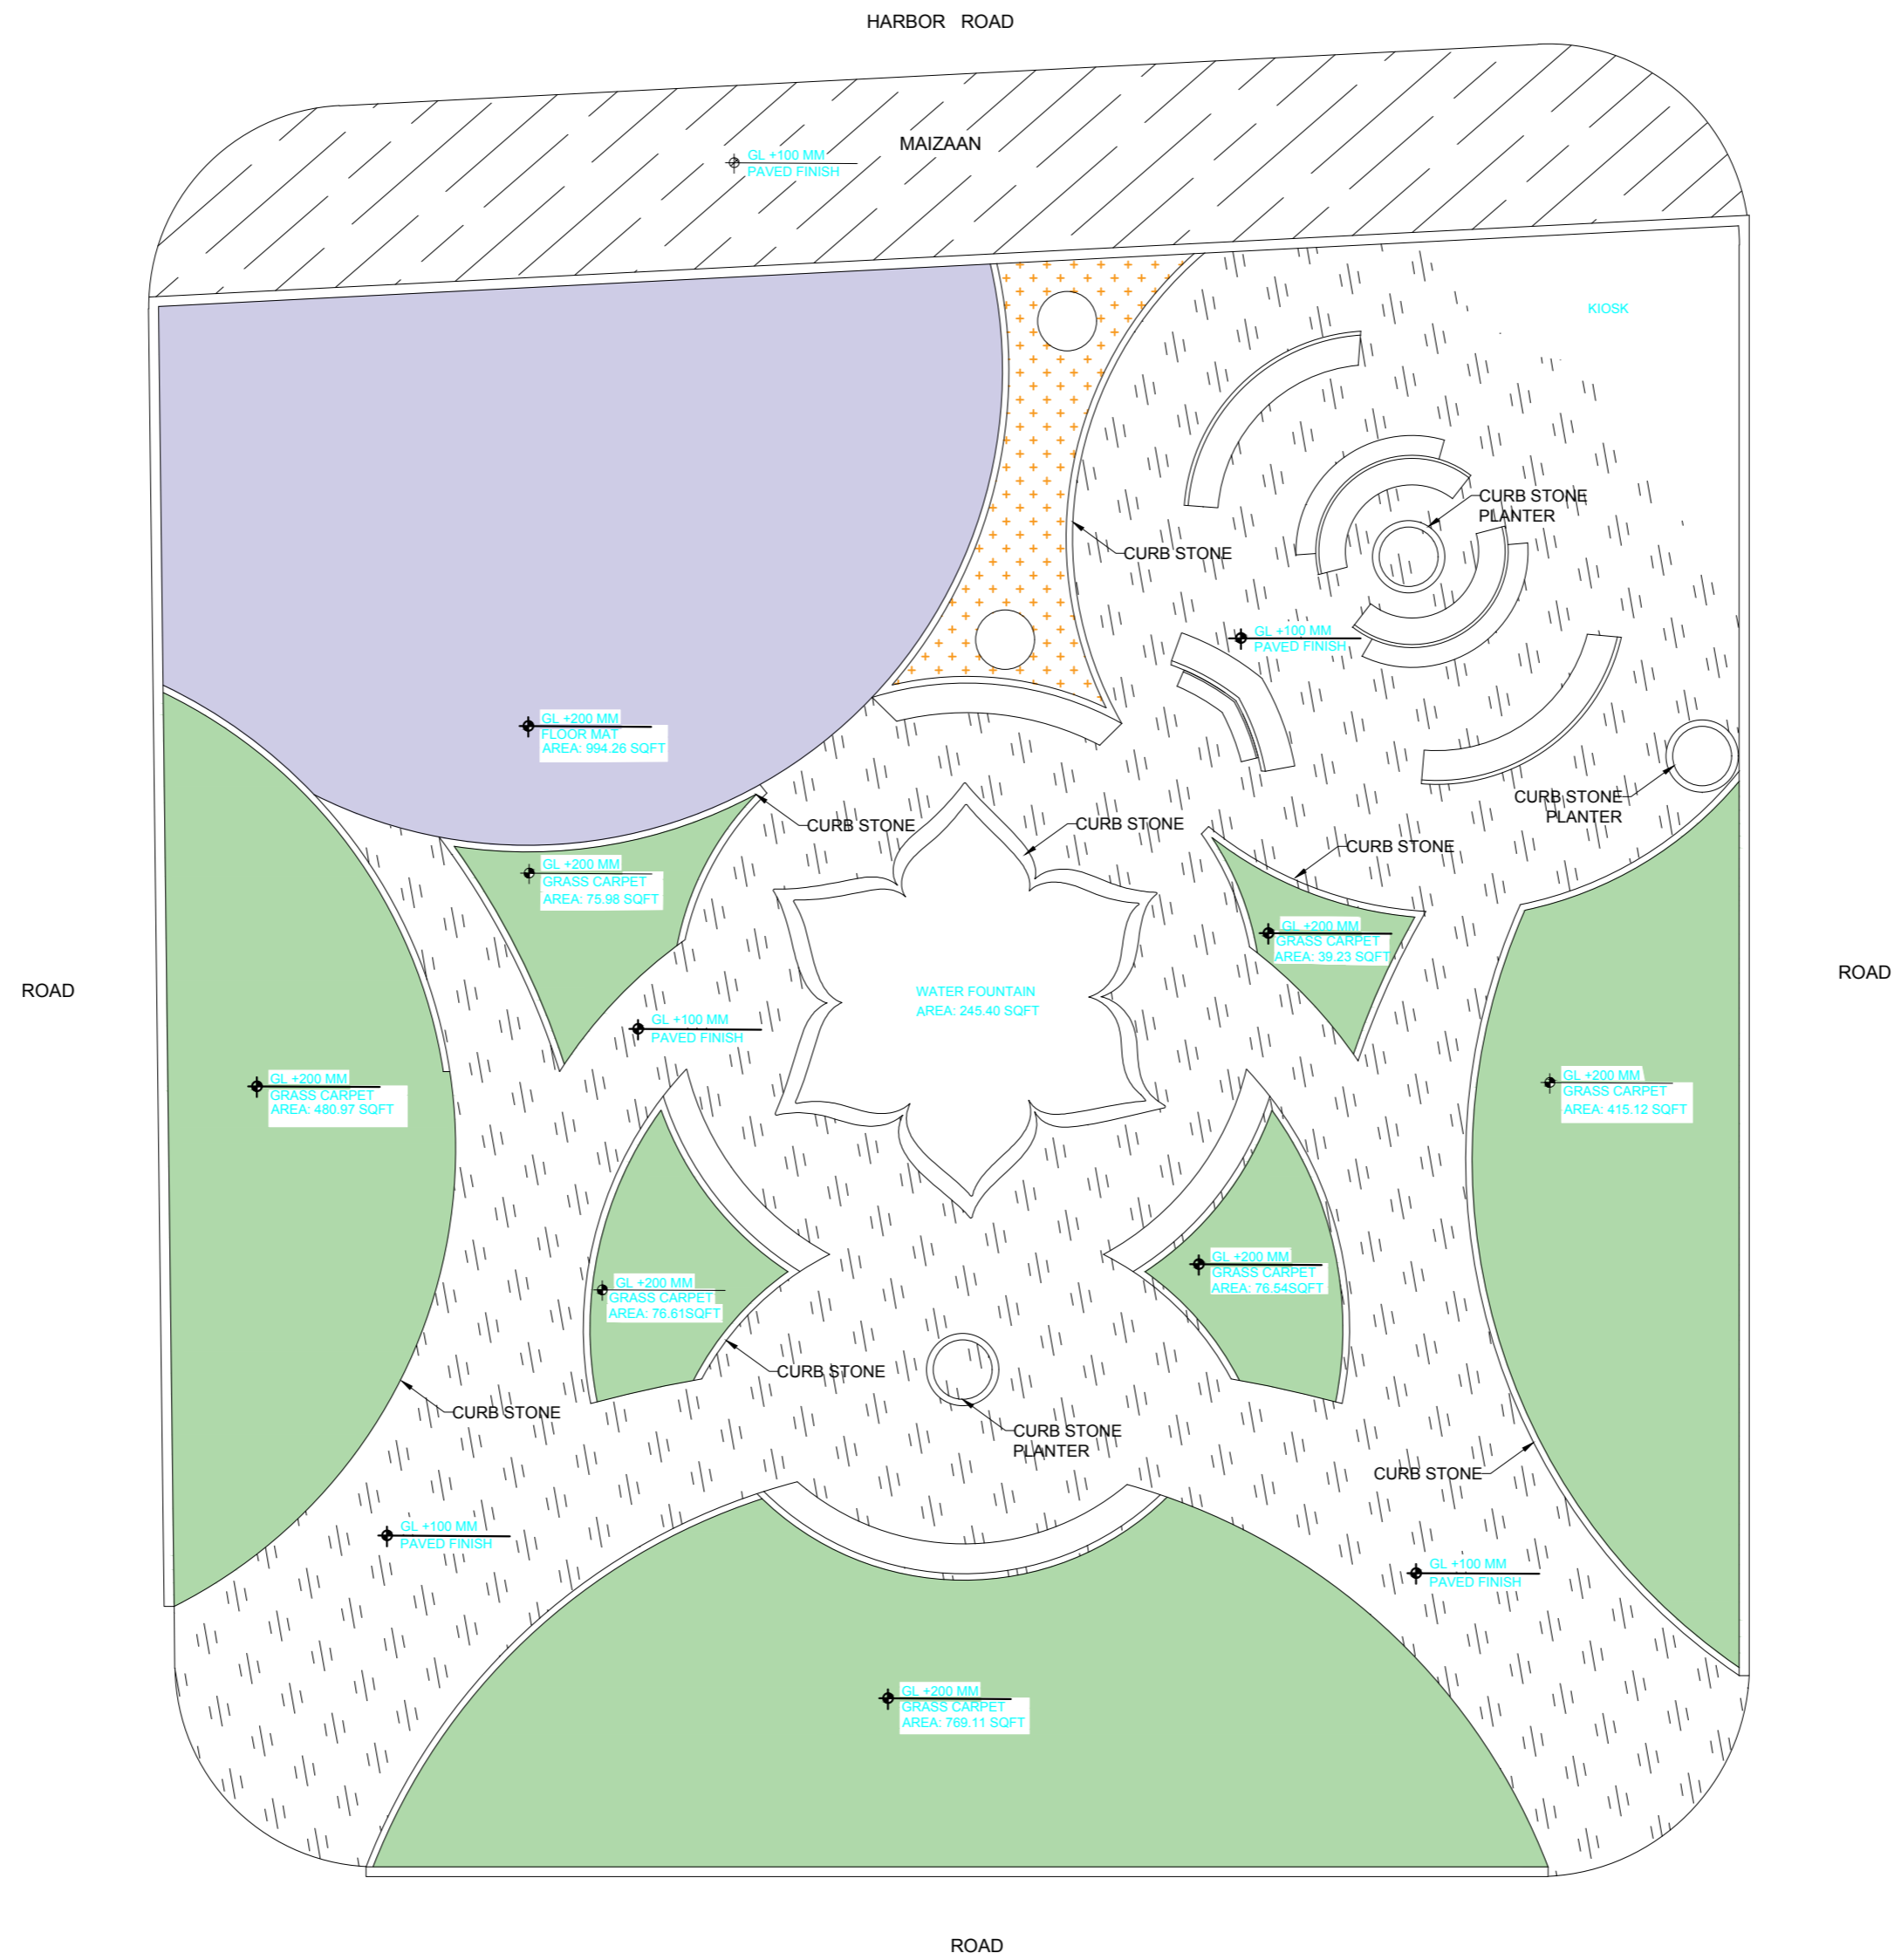 HARBOR ROAD
MAIZAAN
GL +100 MM
PAVED FINISH
KIOSK
CURB STONE
PLANTER
CURB STONE
GL +100 MM
PAVED FINISH
GL +200 MM
FLOOR MAT
AREA: 994.26 SQFT
CURB STONE
PLANTER
CURB STONE
CURB STONE
CURB STONE
GL +200 MM
GRASS CARPET
AREA: 75.98 SQFT
GL +200 MM
GRASS CARPET
AREA: 39.23 SQFT
ROAD
ROAD
WATER FOUNTAIN
AREA: 245.40 SQFT
GL +100 MM
PAVED FINISH
GL +200 MM
GRASS CARPET
AREA: 480.97 SQFT
GL +200 MM
GRASS CARPET
AREA: 415.12 SQFT
GL +200 MM
GRASS CARPET
AREA: 76.61SQFT
GL +200 MM
GRASS CARPET
AREA: 76.54SQFT
CURB STONE
CURB STONE
CURB STONE
PLANTER
CURB STONE
GL +100 MM
PAVED FINISH
GL +100 MM
PAVED FINISH
GL +200 MM
GRASS CARPET
AREA: 769.11 SQFT
ROAD